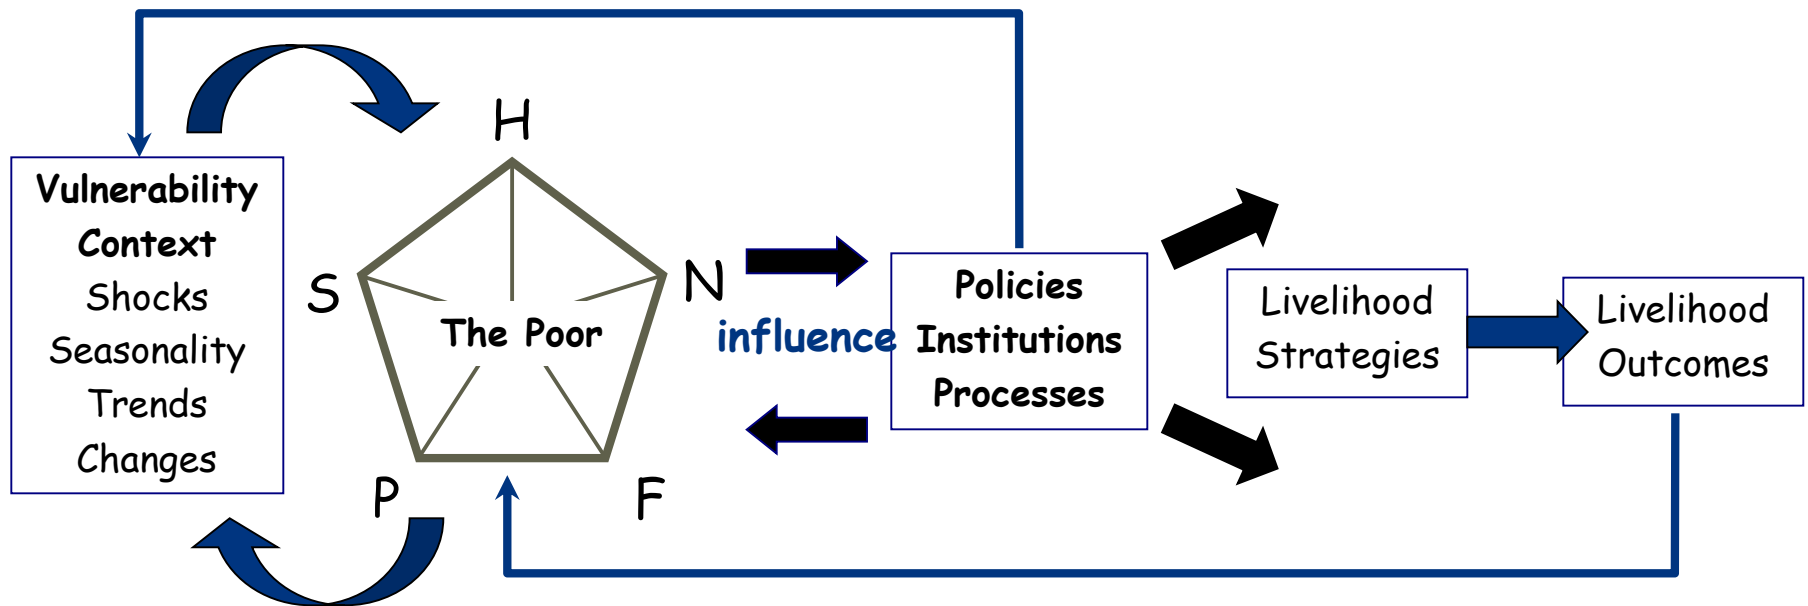 Vulnerability
Context
Shocks
Seasonality
Trends
Changes
H
S
N
The Poor
P
F
influence
Policies
Institutions
Processes
Livelihood
Strategies
Livelihood
Outcomes